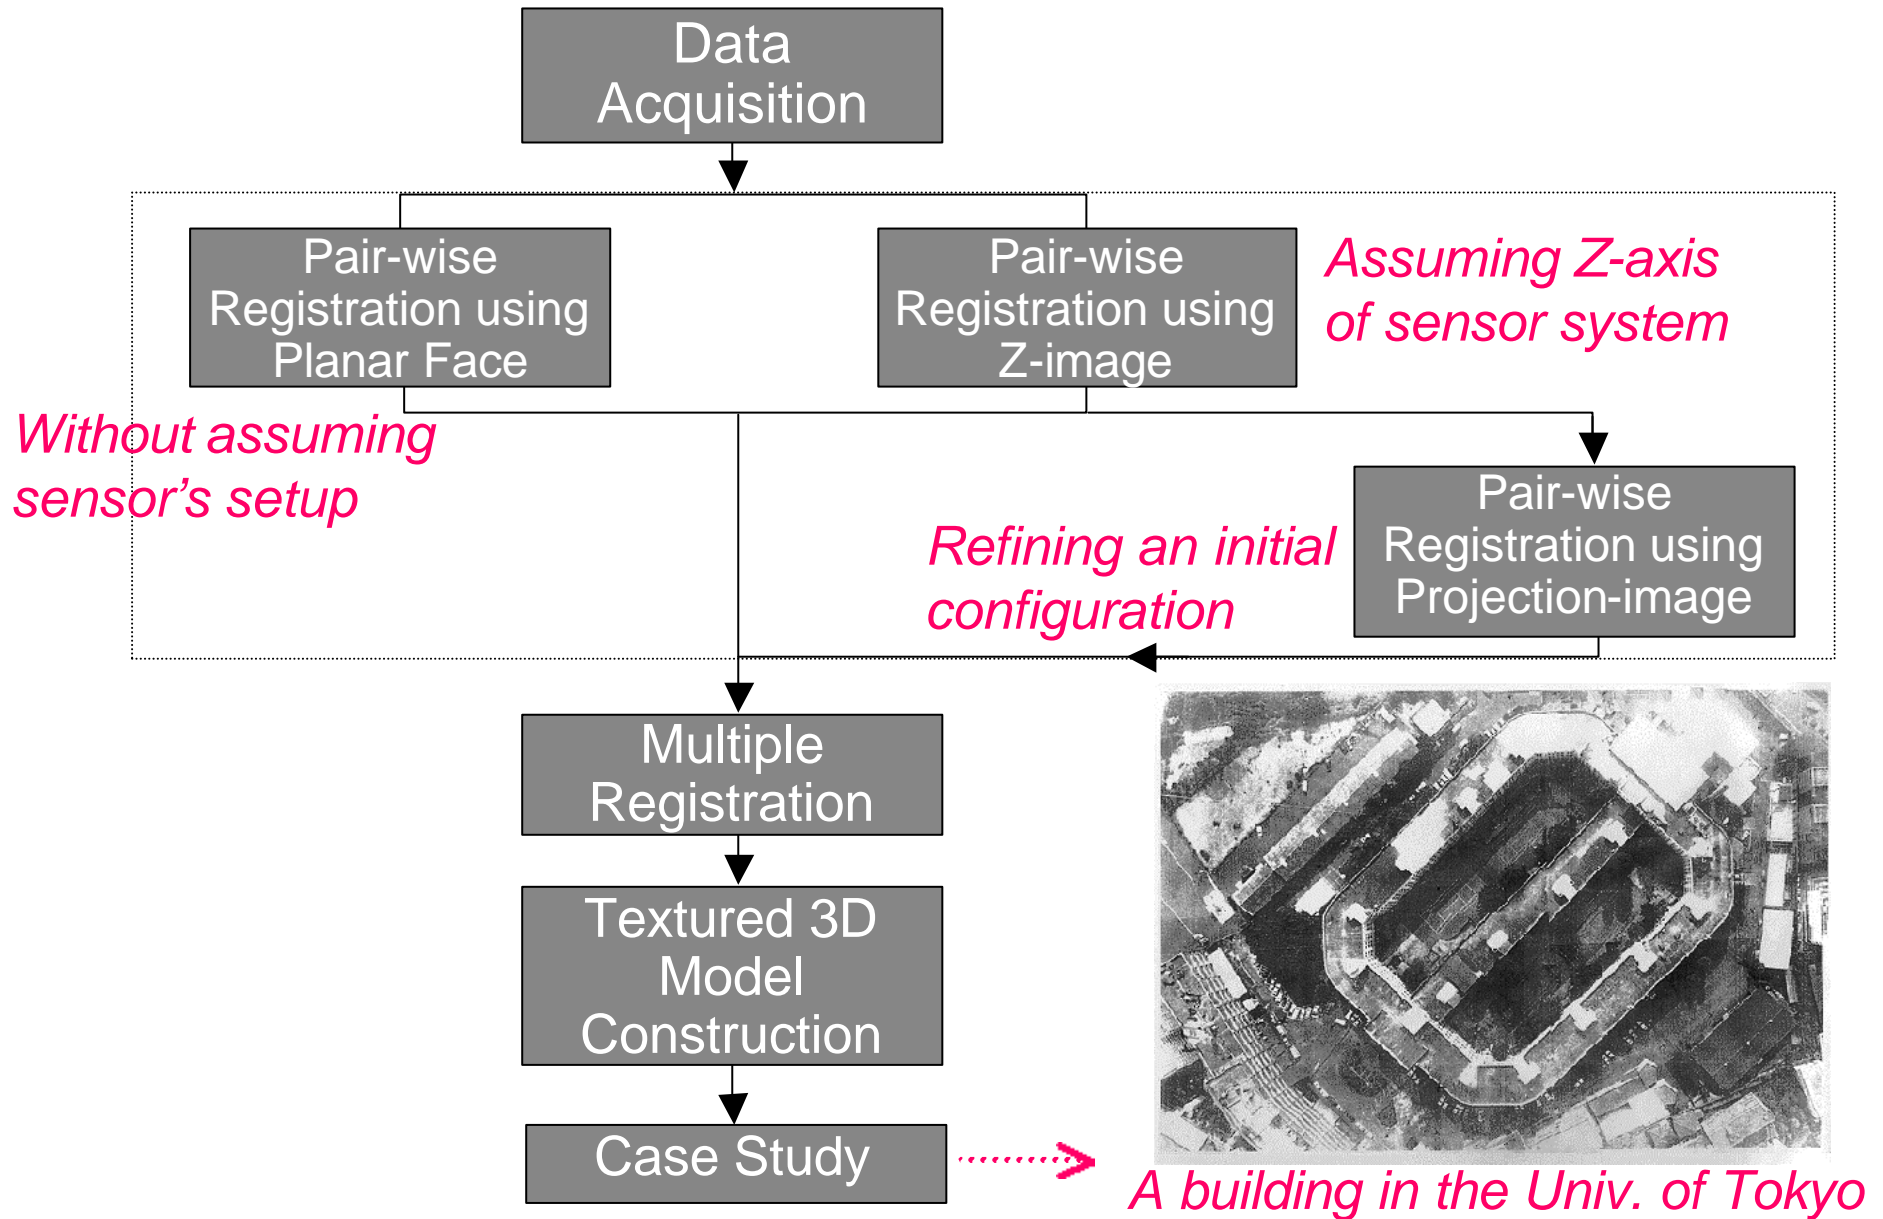 Data
Acquisition
Pair-wise
Registration using
Planar Face
Pair-wise
Registration using
Z-image
Assuming Z-axis
of sensor system
Without assuming
sensor’s setup
Pair-wise
Registration using
Projection-image
Refining an initial
configuration
Multiple
Registration
Textured 3D
Model
Construction
Case Study
A building in the Univ. of Tokyo